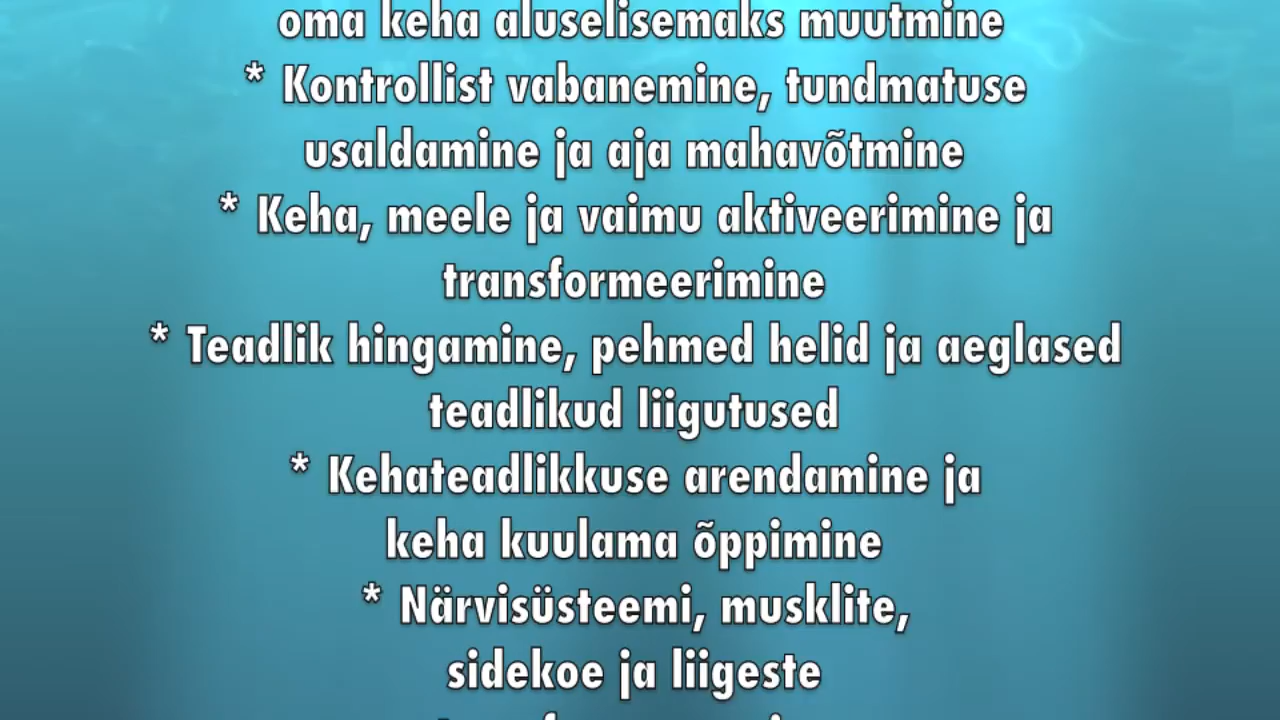 oma keha aluselisemaks muutmine
* Kontrollist vabanemine, tundmatuse
usaldamine ja aja mahavõtmine
* Keha, meele ja vaimu aktiveerimine ja
transformeerimine
* Teadlik hingamine, pehmed helid ja aeglased
teadlikud liigutused
* Kehateadlikkuse arendamine ja
keha kuulama õppimine
* Närvisüsteemi, musklite,
sidekoe ja liigeste